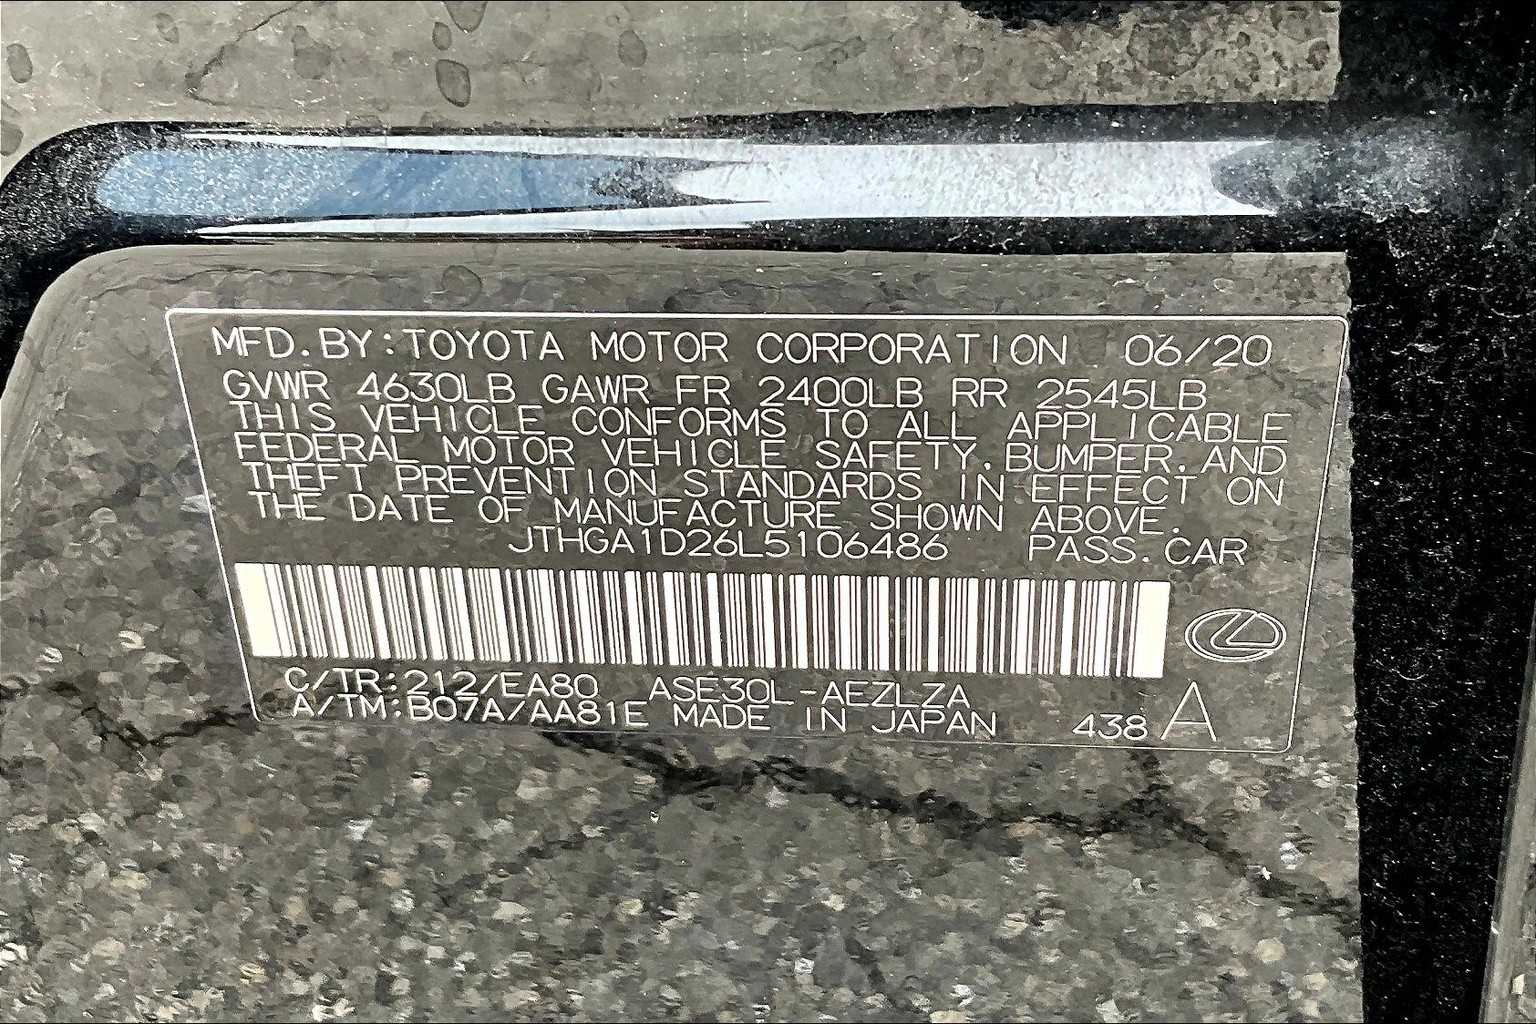 MFD. BY: TOYOTA MOTOR CORPORATION 06/20
GVWR 4630LB GAWR FR 2400LB RR 2545LB
THIS VEHICLE CONFORMS TO ALL APPLICABLE
FEDERAL MOTOR VEHICLE SAFETY, BUMPER, AND
THEFT PREVENTION STANDARDS IN EFFECT ON
THE DATE OF MANUFACTURE SHOWN ABOVE.
JTHGA1D26L5106486 PASS. CAR
C/TR: 212/EA80 ASE30L-AEZLZA
A/TM: B07A/AA81E MADE IN JAPAN 438 A